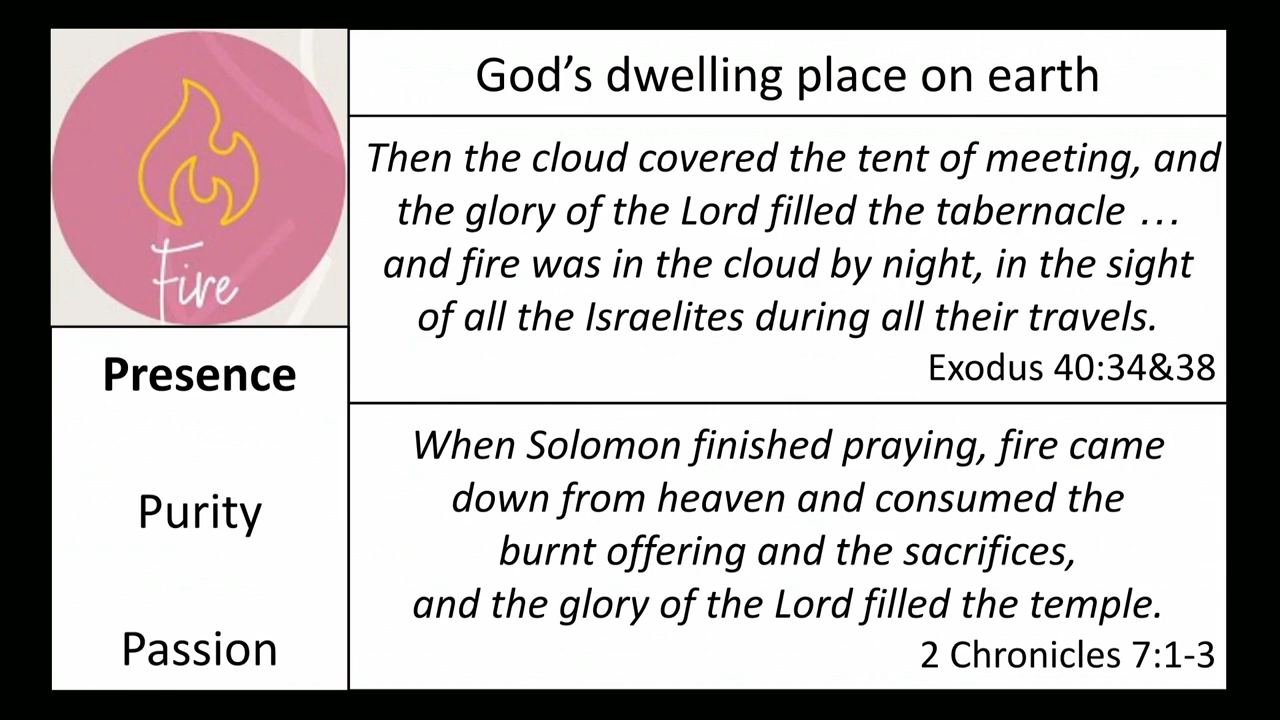 Fire
Presence
Purity
Passion
God's dwelling place on earth
Then the cloud covered the tent of meeting, and
the glory of the Lord filled the tabernacle …
and fire was in the cloud by night, in the sight
of all the Israelites during all their travels.
Exodus 40:34&38
When Solomon finished praying, fire came
down from heaven and consumed the
burnt offering and the sacrifices,
and the glory of the Lord filled the temple.
2 Chronicles 7:1-3